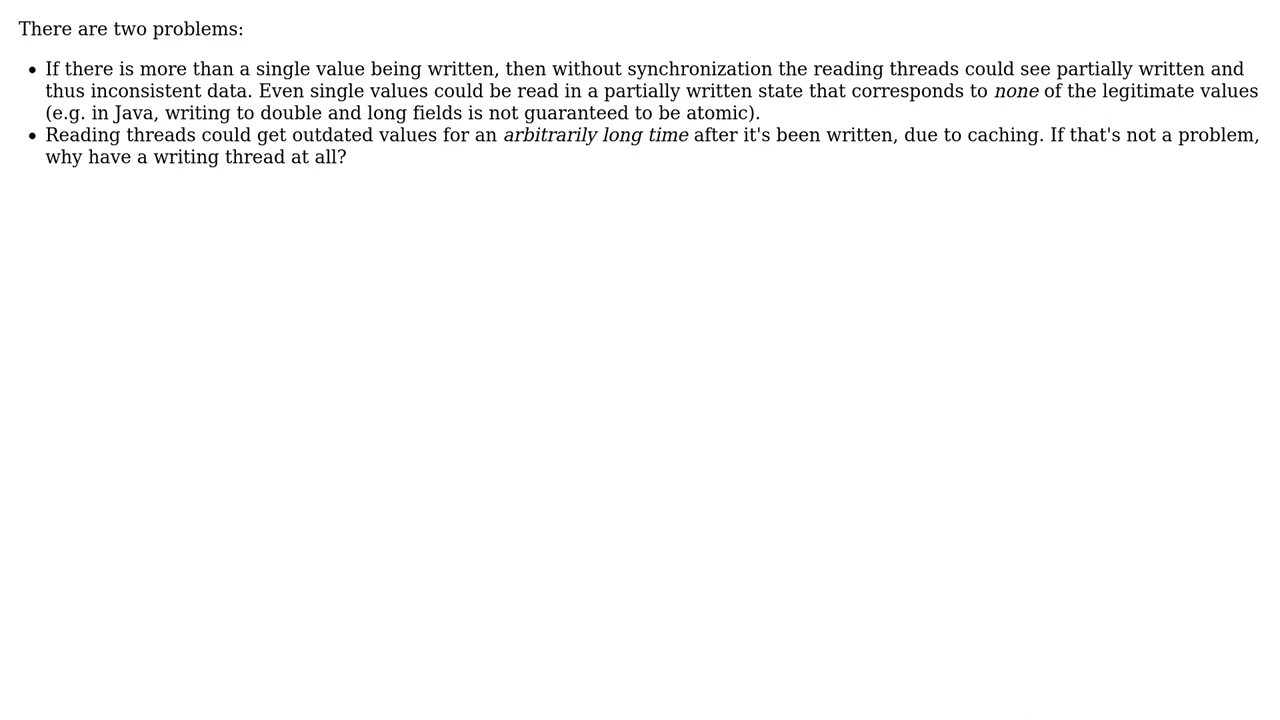 There are two problems:
• If there is more than a single value being written, then without synchronization the reading threads could see partially written and
thus inconsistent data. Even single values could be read in a partially written state that corresponds to none of the legitimate values
(e.g. in Java, writing to double and long fields is not guaranteed to be atomic).
• Reading threads could get outdated values for an arbitrarily long time after it's been written, due to caching. If that's not a problem,
why have a writing thread at all?